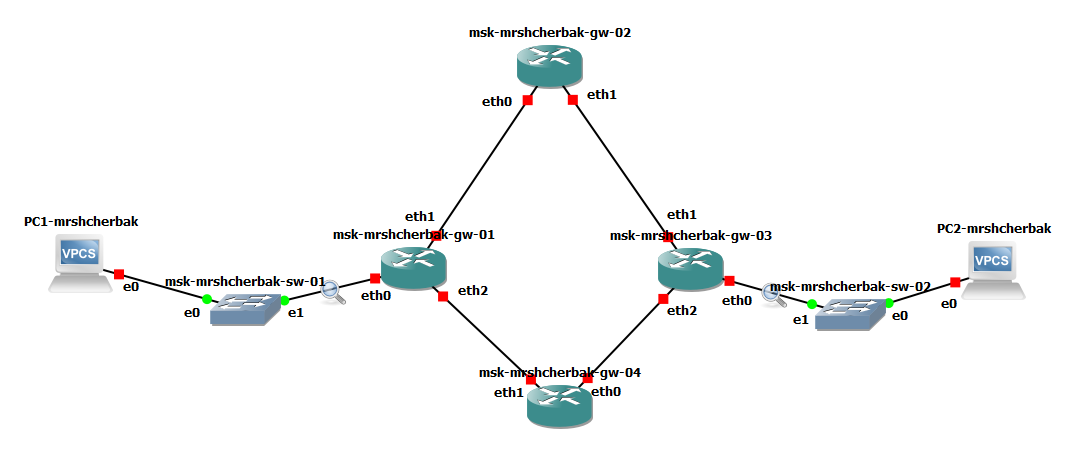 msk-mrshcherbak-gw-02
eth0
eth1
PC1-mrshcherbak
VPCS
e0
msk-mrshcherbak-sw-01
e0
e1
eth1
msk-mrshcherbak-gw-01
eth0
eth2
eth1
msk-mrshcherbak-gw-03
eth0
eth2
PC2-mrshcherbak
VPCS
e0
msk-mrshcherbak-sw-02
e1
e0
msk-mrshcherbak-gw-04
eth1
eth0